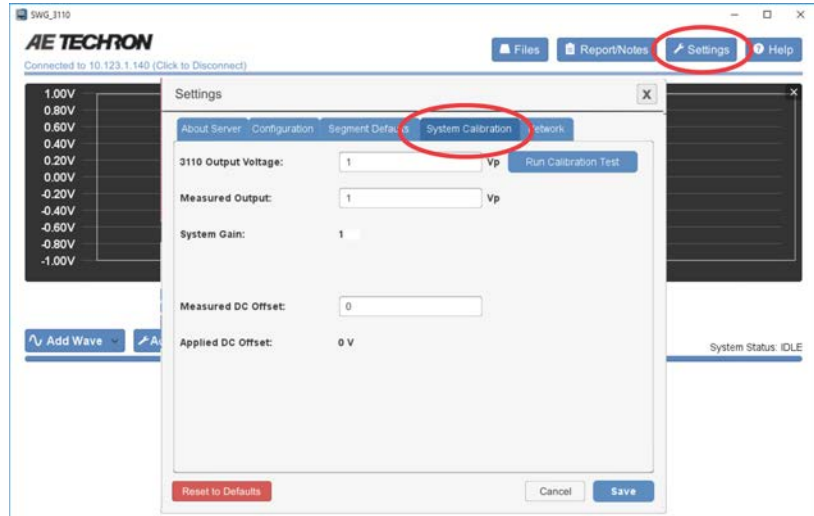 SWG_3110
AE TECHRON
Files
Report/Notes
Settings
Help
Connected to 10.123.1.140 (Click to Disconnect)
1.00V
0.80V
0.60V
0.40V
0.20V
0.00V
-0.20V
-0.40V
-0.60V
-0.80V
-1.00V
Settings
X
About Server Configuration Segment Defaults System Calibration Network
3110 Output Voltage: 1 Vp Run Calibration Test
Measured Output: 1 Vp
System Gain: 1
Measured DC Offset: 0
Applied DC Offset: 0 V
Add Wave
System Status: IDLE
Reset to Defaults
Cancel
Save